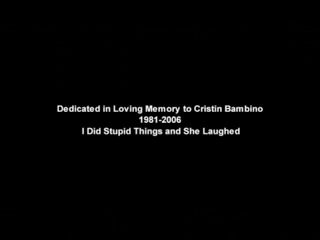 Dedicated in Loving Memory to Cristin Bambino
1981-2006
I Did Stupid Things and She Laughed